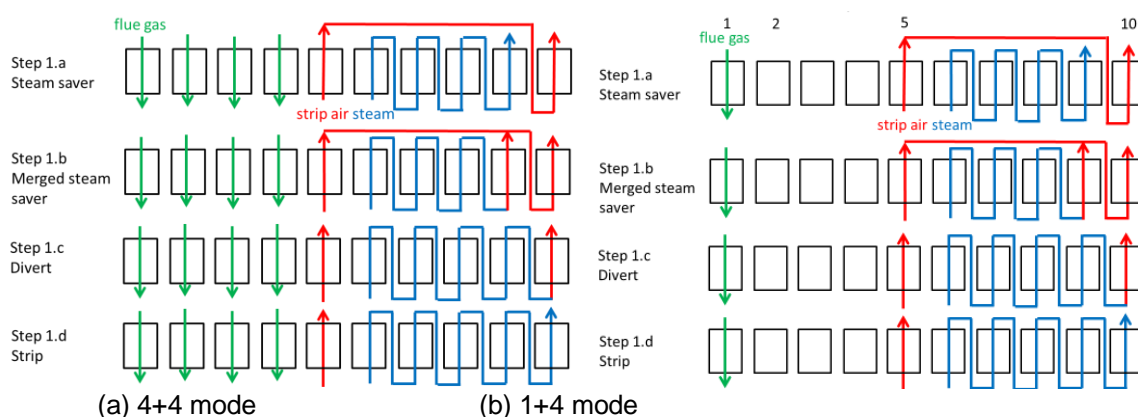 flue gas
Step 1.a
Steam saver
strip air steam
Step 1.b
Merged steam
saver
Step 1.c
Divert
Step 1.d
Strip
(a) 4+4 mode
1 2 5 10
flue gas
Step 1.a
Steam saver
strip air steam
Step 1.b
Merged steam
saver
Step 1.c
Divert
Step 1.d
Strip
(b) 1+4 mode